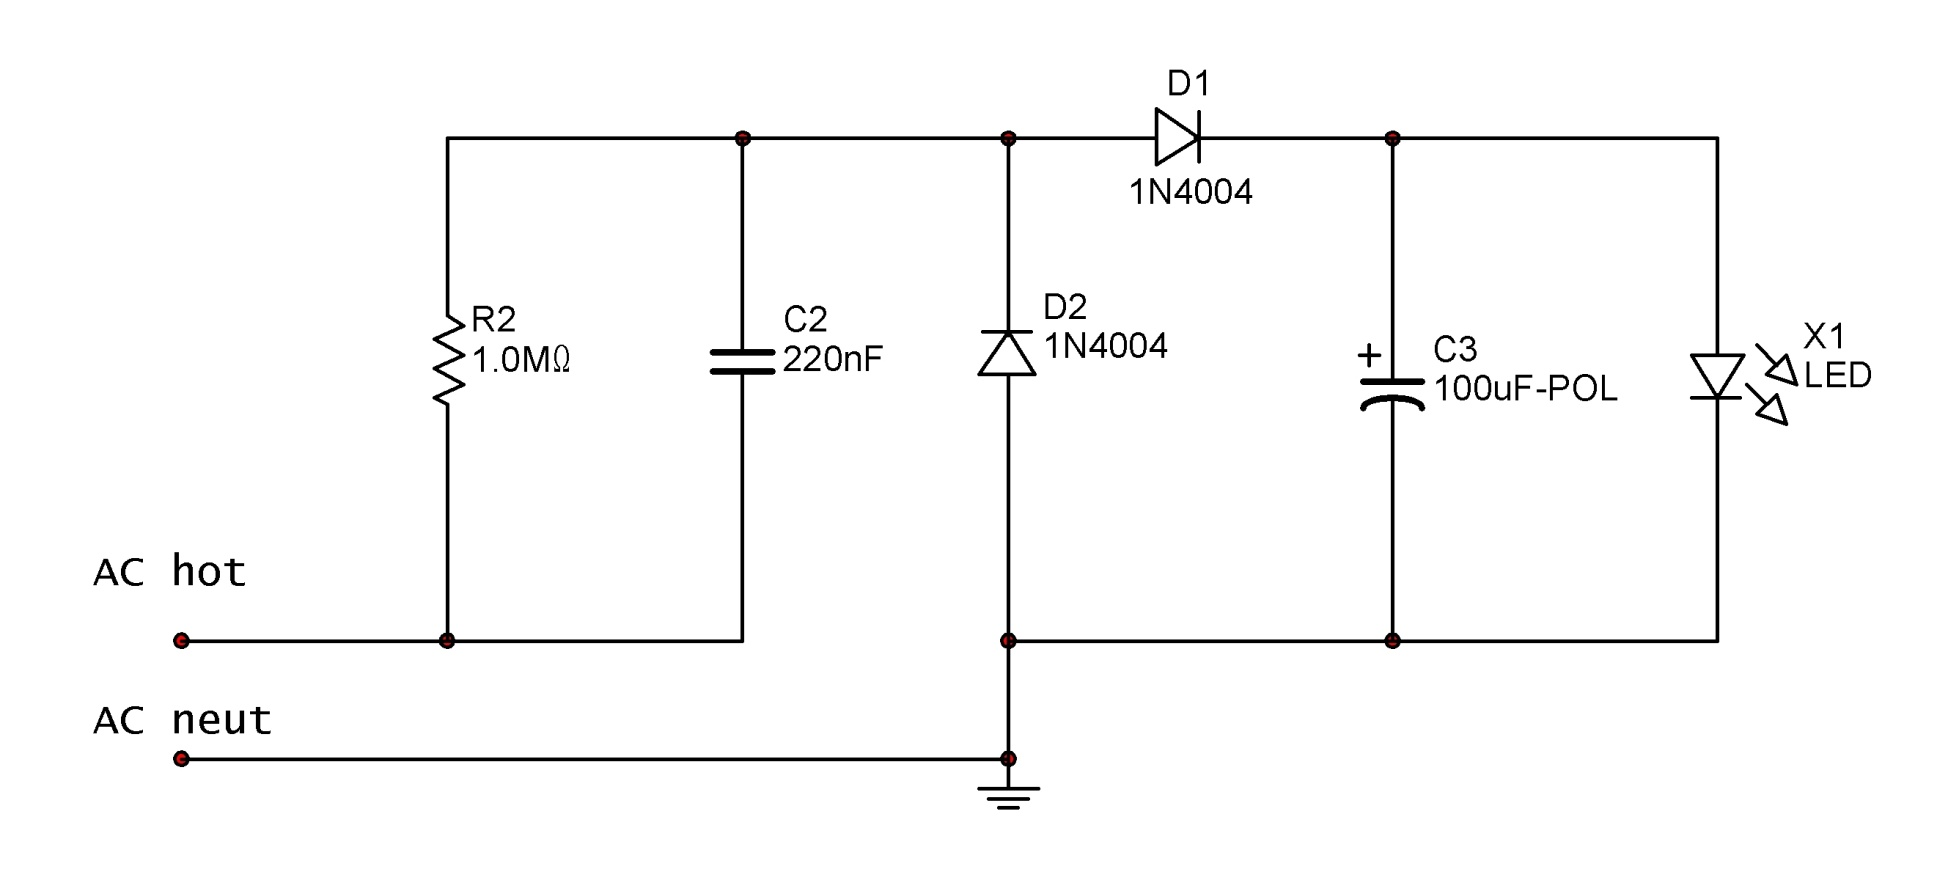 D1
1N4004
R2
1.0MΩ
C2
220nF
D2
1N4004
+
C3
100uF-POL
X1
LED
AC hot
AC neut